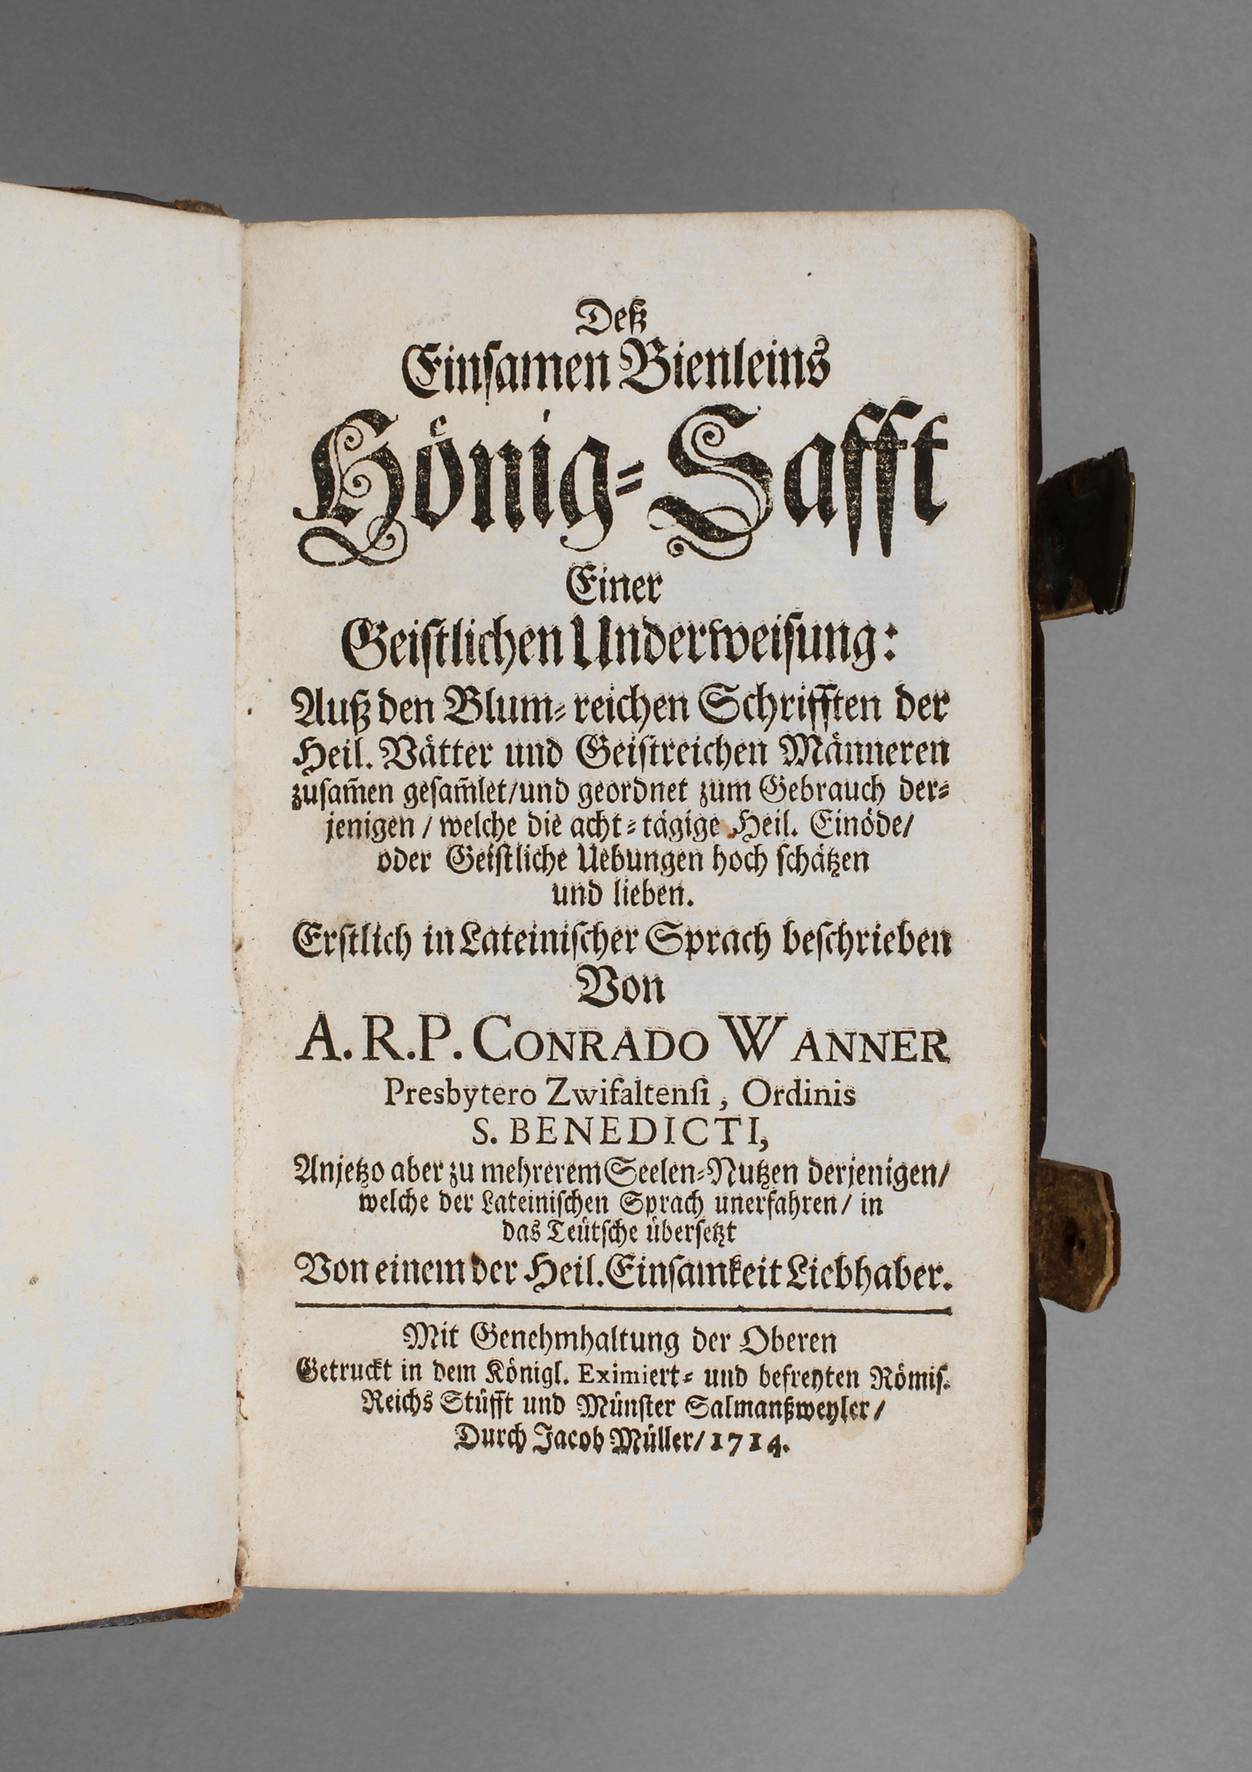 Deß
Einsamen Bienleins
Hönig-Safft
Einer
Geistlichen Underweisung:
Auß den Blum-reichen Schrifften der
Heil. Vätter und Geistreichen Männeren
zusam̄en gesam̄let/und geordnet zum Gebrauch der-
jenigen / welche die acht-tägige Heil. Einöde/
oder Geistliche Uebungen hoch schätzen
und lieben.
Erstlich in Lateinischer Sprach beschrieben
Von
A. R. P. CONRADO WANNER
Presbytero Zwifaltensi, Ordinis
S. BENEDICTI,
Anjetzo aber zu mehrerem Seelen-Nutzen derjenigen/
welche der Lateinischen Sprach unerfahren/ in
das Teütsche übersetzt
Von einem der Heil. Einsamkeit Liebhaber.
Mit Genehmhaltung der Oberen
Getruckt in dem Königl. Eximiert- und befreyten Römis.
Reichs Stüfft und Münster Salmanßweyler/
Durch Jacob Müller/ 1714.